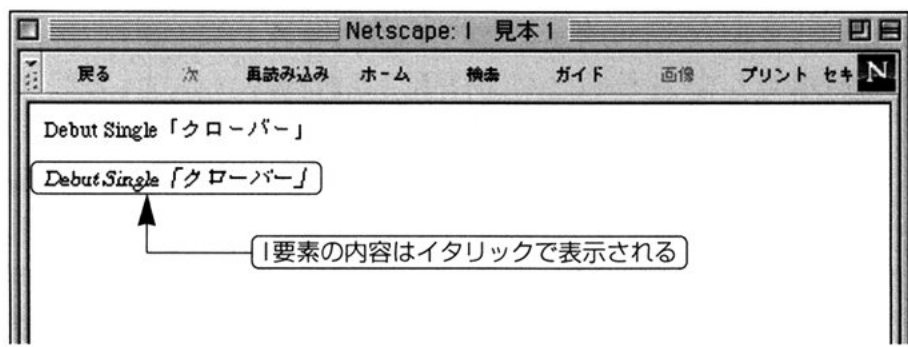 Netscape: I 見本1
戻る 次 再読み込み ホーム 検索 ガイド 画像 プリント セキ N
Debut Single「クローバー」
Debut Single「クローバー」
I要素の内容はイタリックで表示される